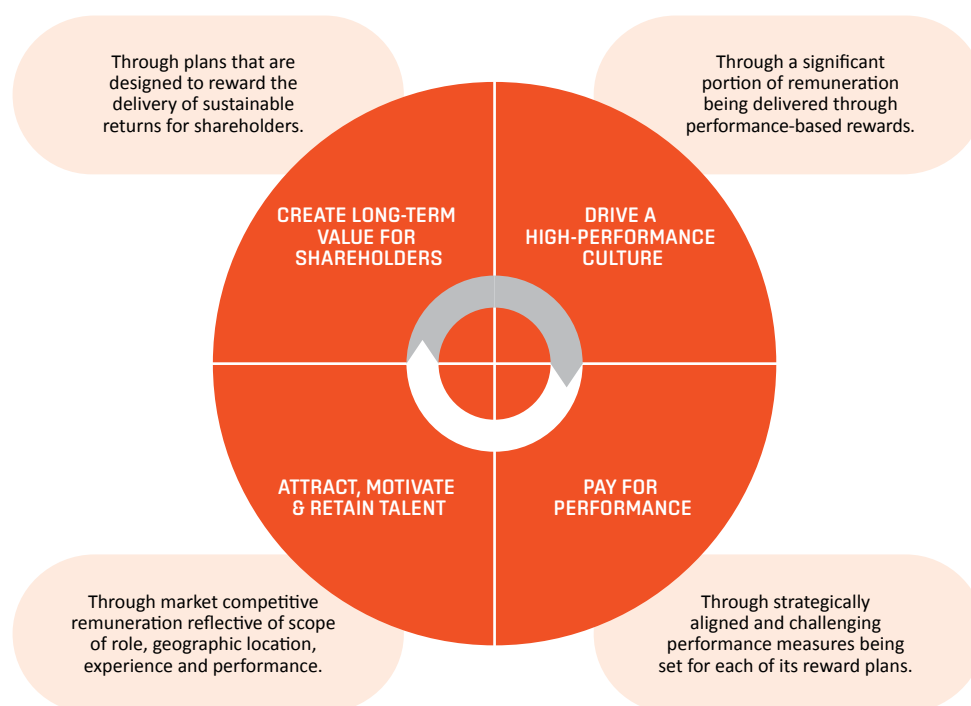 Through plans that are
designed to reward the
delivery of sustainable
returns for shareholders.
Through a significant
portion of remuneration
being delivered through
performance-based rewards.
CREATE LONG-TERM
VALUE FOR
SHAREHOLDERS
DRIVE A
HIGH-PERFORMANCE
CULTURE
ATTRACT, MOTIVATE
& RETAIN TALENT
PAY FOR
PERFORMANCE
Through market competitive
remuneration reflective of scope
of role, geographic location,
experience and performance.
Through strategically
aligned and challenging
performance measures being
set for each of its reward plans.